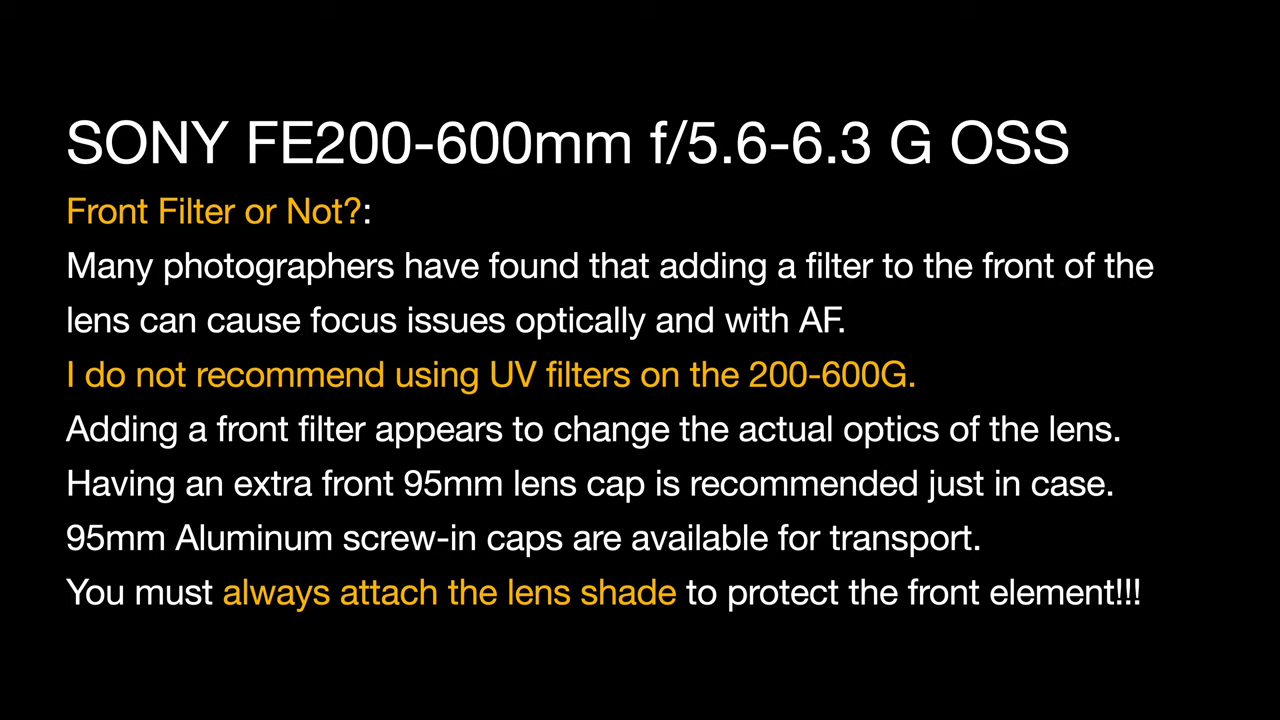 SONY FE200-600mm f/5.6-6.3 G OSS
Front Filter or Not?:
Many photographers have found that adding a filter to the front of the
lens can cause focus issues optically and with AF.
I do not recommend using UV filters on the 200-600G.
Adding a front filter appears to change the actual optics of the lens.
Having an extra front 95mm lens cap is recommended just in case.
95mm Aluminum screw-in caps are available for transport.
You must always attach the lens shade to protect the front element!!!